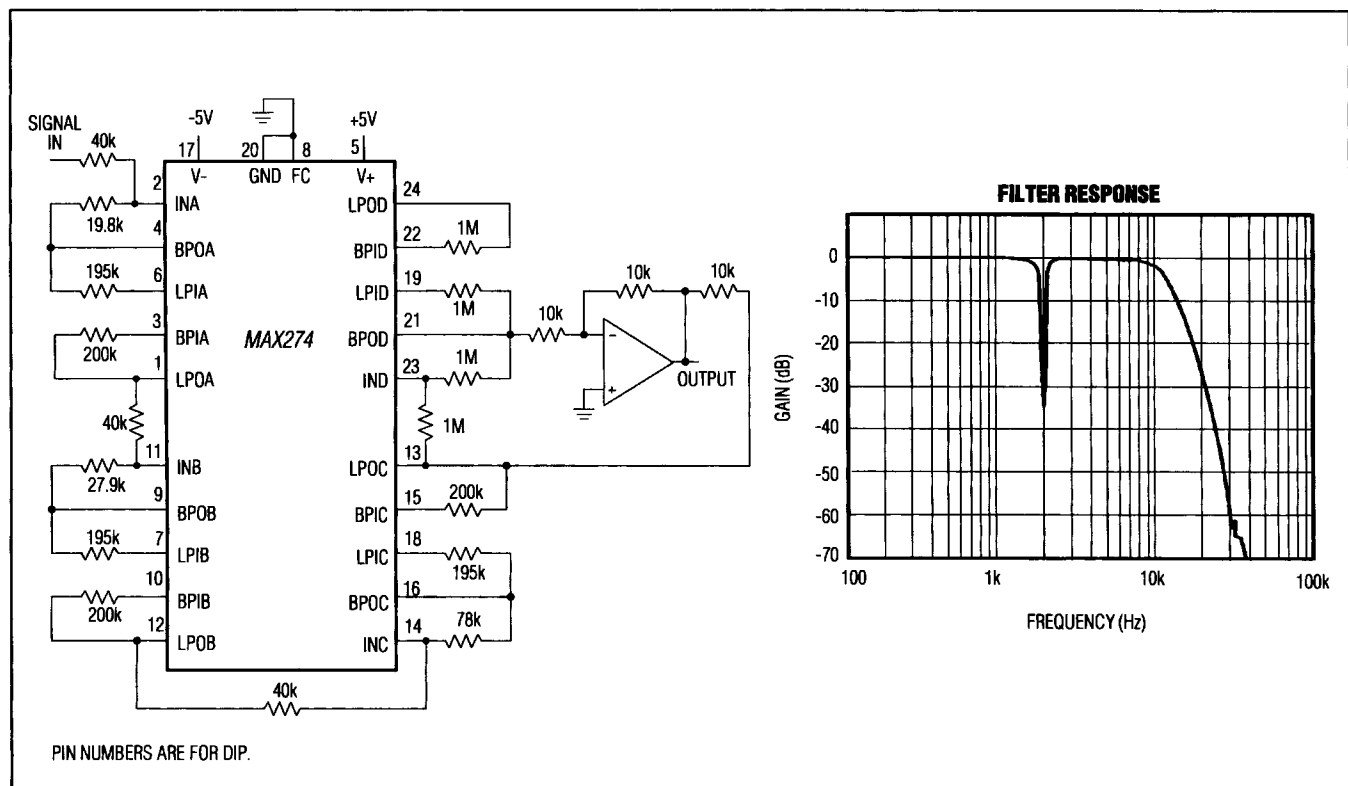 SIGNAL
IN
40k
-5V
+5V
17
20
8
5
V-
GND
FC
V+
2
INA
19.8k
4
BPOA
195k
6
LPIA
3
BPIA
200k
1
LPOA
40k
11
INB
27.9k
9
BPOB
195k
7
LPIB
10
BPIB
200k
12
LPOB
40k
MAX274
24
LPOD
1M
22
BPID
19
LPID
1M
21
BPOD
1M
23
IND
1M
13
LPOC
200k
15
BPIC
18
LPIC
195k
16
BPOC
78k
14
INC
10k
10k
10k
-
+
OUTPUT
PIN NUMBERS ARE FOR DIP.
FILTER RESPONSE
GAIN (dB)
0
-10
-20
-30
-40
-50
-60
-70
100
1k
10k
100k
FREQUENCY (Hz)